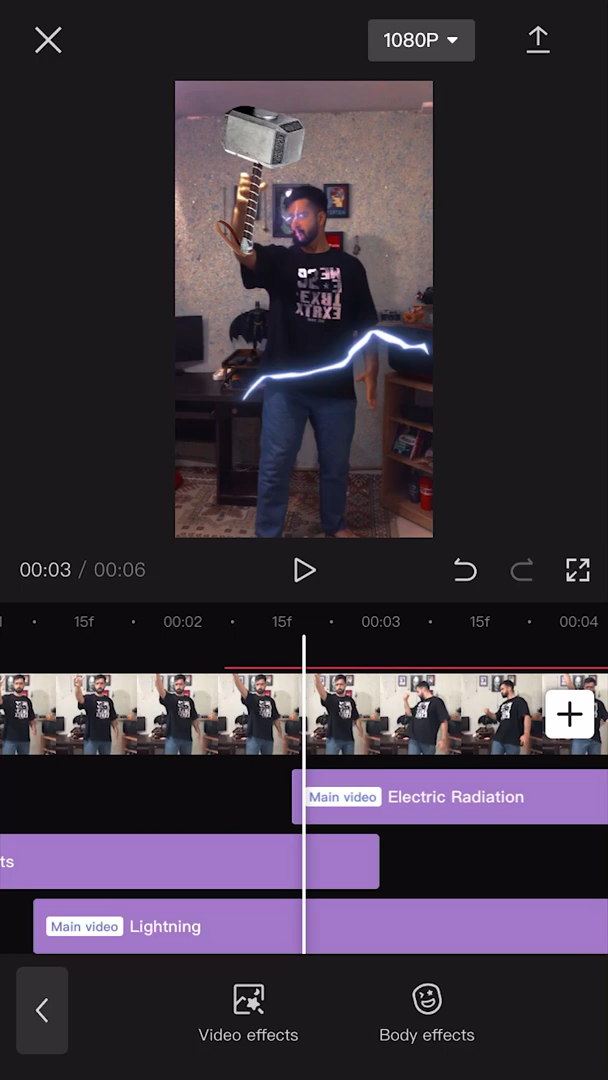 1080P
00:03 / 00:06
15f
00:02
15f
00:03
15f
00:04
Main video Electric Radiation
ts
Main video Lightning
Video effects
Body effects